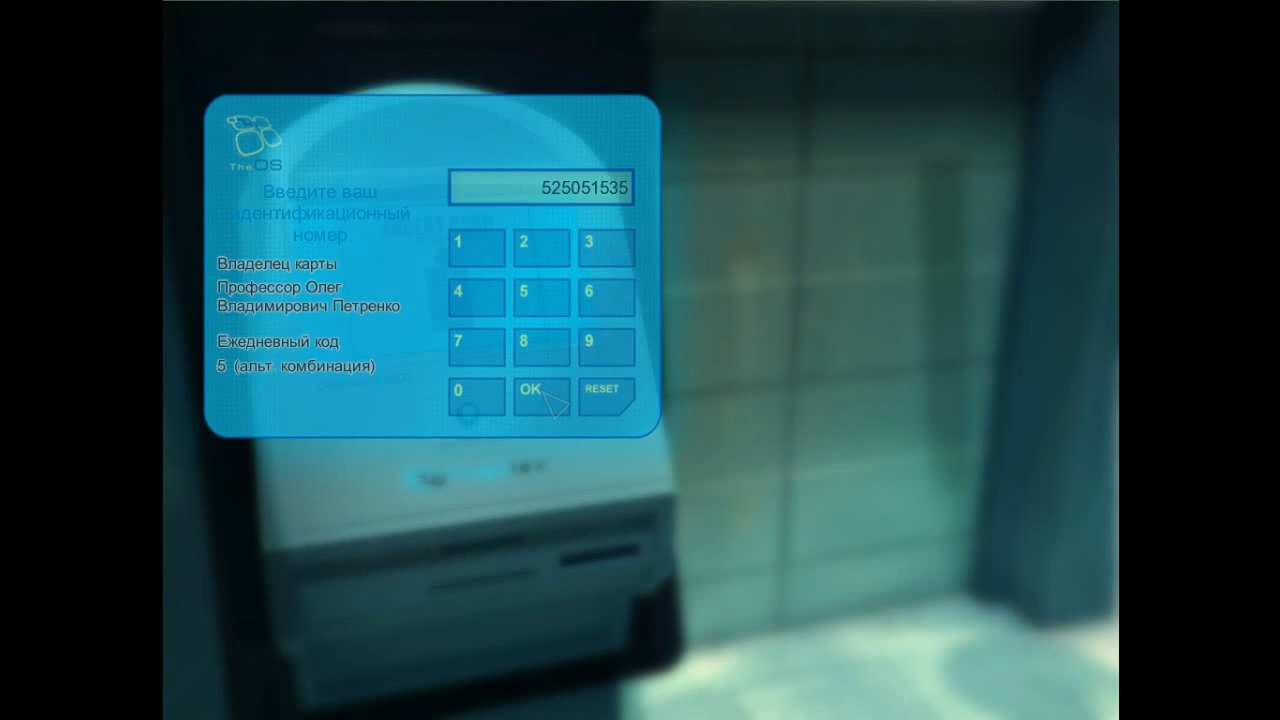 TheOS
Введите ваш
идентификационный
номер.
Владелец карты
Профессор Олег
Владимирович Петренко
Ежедневный код
5 (альт. комбинация)
525051535
1 2 3
4 5 6
7 8 9
0 OK RESET